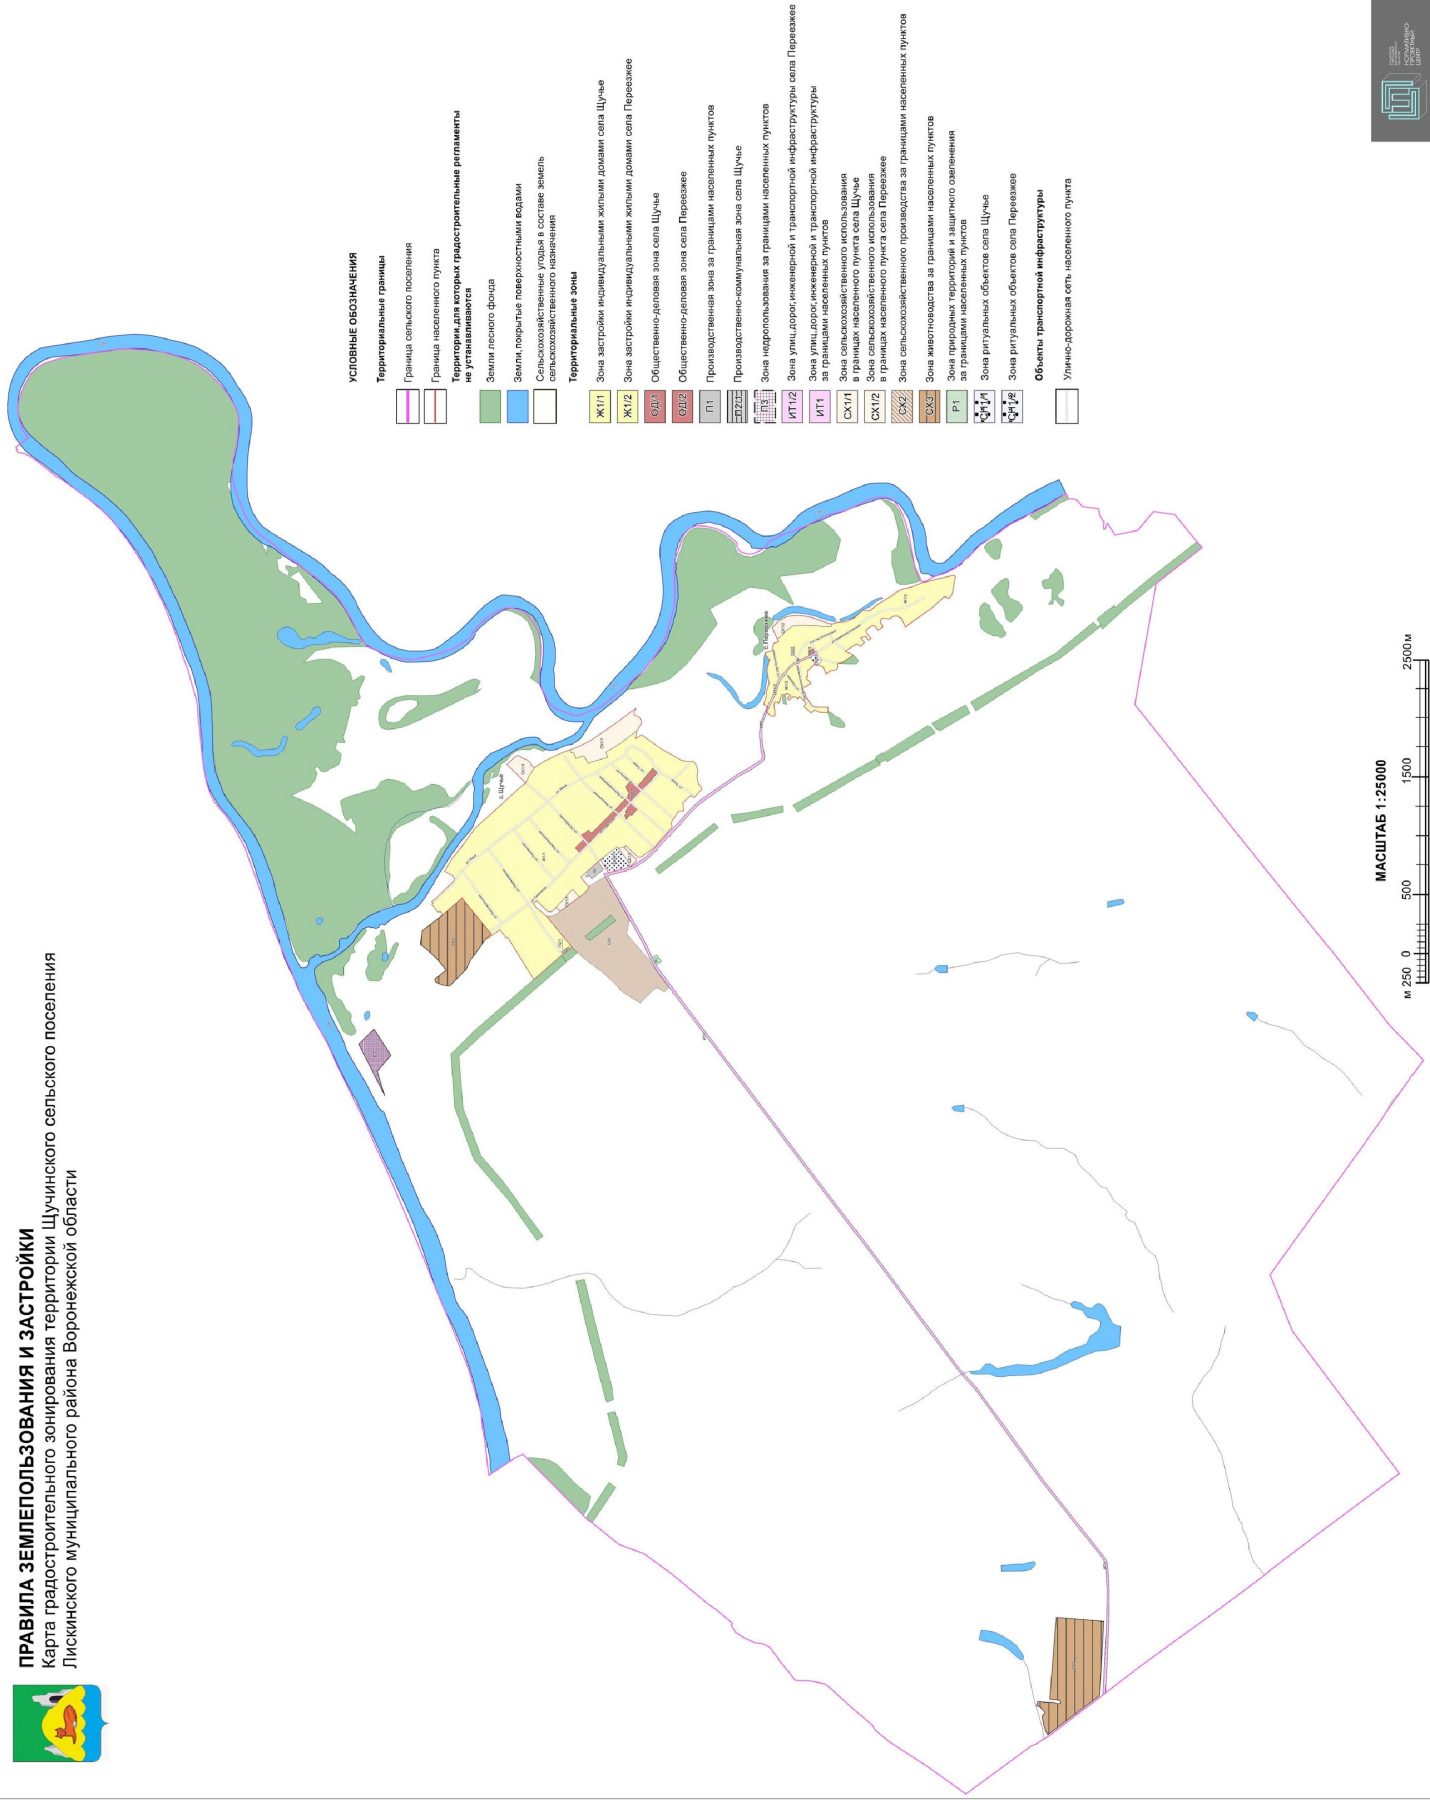 ПРАВИЛА ЗЕМЛЕПОЛЬЗОВАНИЯ И ЗАСТРОЙКИ
Карта градостроительного зонирования территории Щучинского сельского поселения
Лискинского муниципального района Воронежской области
УСЛОВНЫЕ ОБОЗНАЧЕНИЯ
Территориальные границы
Граница сельского поселения
Граница населенного пункта
Территории,для которых градостроительные регламенты
не устанавливаются
Земли лесного фонда
Земли,покрытые поверхностными водами
Сельскохозяйственные угодья в составе земель
сельскохозяйственного назначения
Территориальные зоны
Ж1/1 Зона застройки индивидуальными жилыми домами села Щучье
Ж1/2 Зона застройки индивидуальными жилыми домами села Переезжее
ОД/1 Общественно-деловая зона села Щучье
ОД/2 Общественно-деловая зона села Переезжее
П1 Производственная зона за границами населенных пунктов
П2/1 Производственно-коммунальная зона села Щучье
П3 Зона недропользования за границами населенных пунктов
ИТ1/2 Зона улиц,дорог,инженерной и транспортной инфраструктуры села Переезжее
ИТ1 Зона улиц,дорог,инженерной и транспортной инфраструктуры
за границами населенных пунктов
СХ1/1 Зона сельскохозяйственного использования
в границах населенного пункта села Щучье
СХ1/2 Зона сельскохозяйственного использования
в границах населенного пункта села Переезжее
СХ2 Зона сельскохозяйственного производства за границами населенных пунктов
СХ3 Зона животноводства за границами населенных пунктов
Р1 Зона природных территорий и защитного озеленения
за границами населенных пунктов
СН1/1 Зона ритуальных объектов села Щучье
СН1/2 Зона ритуальных объектов села Переезжее
Объекты транспортной инфраструктуры
Улично-дорожная сеть населенного пункта
с. Щучье
с. Переезжее
МАСШТАБ 1:25000
м 250 0 500 1500 2500 м
НОРМАТИВНО-
ПРОЕКТНЫЙ
ЦЕНТР